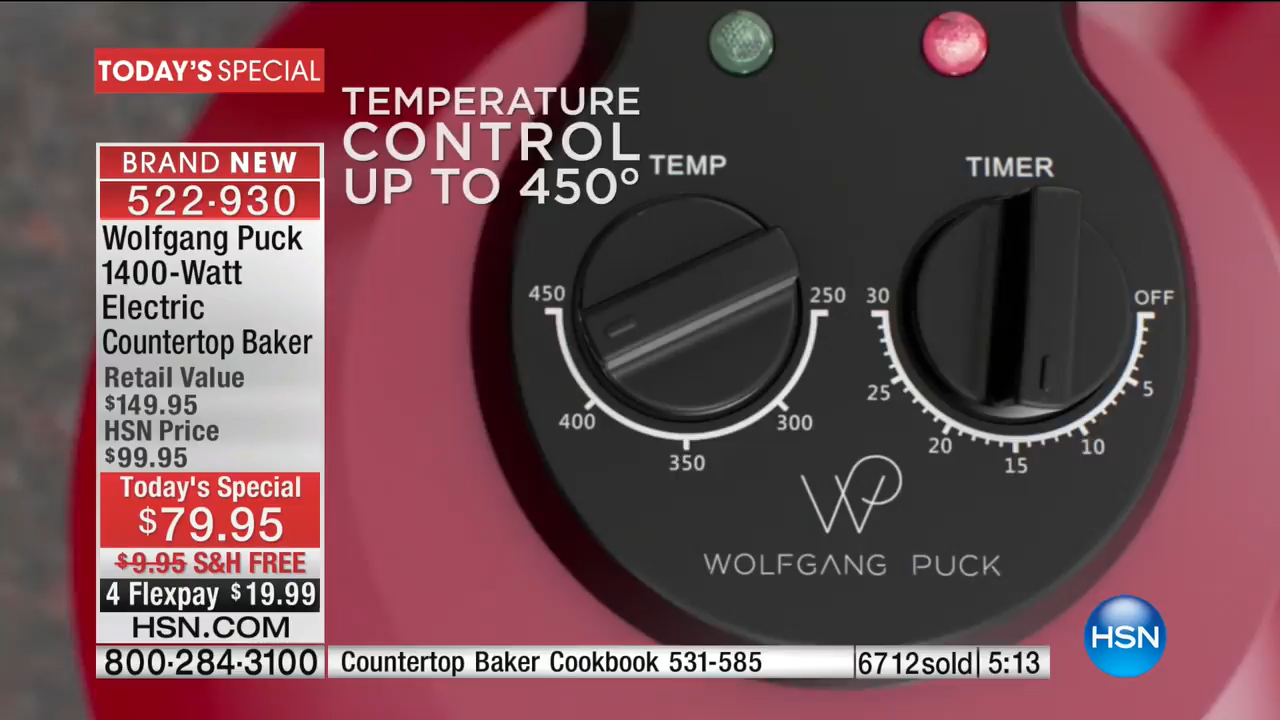 TODAY'S SPECIAL
BRAND NEW
522·930
Wolfgang Puck
1400-Watt
Electric
Countertop Baker
Retail Value
$149.95
HSN Price
$99.95
Today's Special
$79.95
$9.95 S&H FREE
4 Flexpay $19.99
HSN.COM
800·284·3100
Countertop Baker Cookbook 531-585
6712sold
5:13
TEMPERATURE
CONTROL
UP TO 450°
TEMP
450
400
350
300
250
TIMER
30
25
20
15
10
5
OFF
WP
WOLFGANG PUCK
HSN